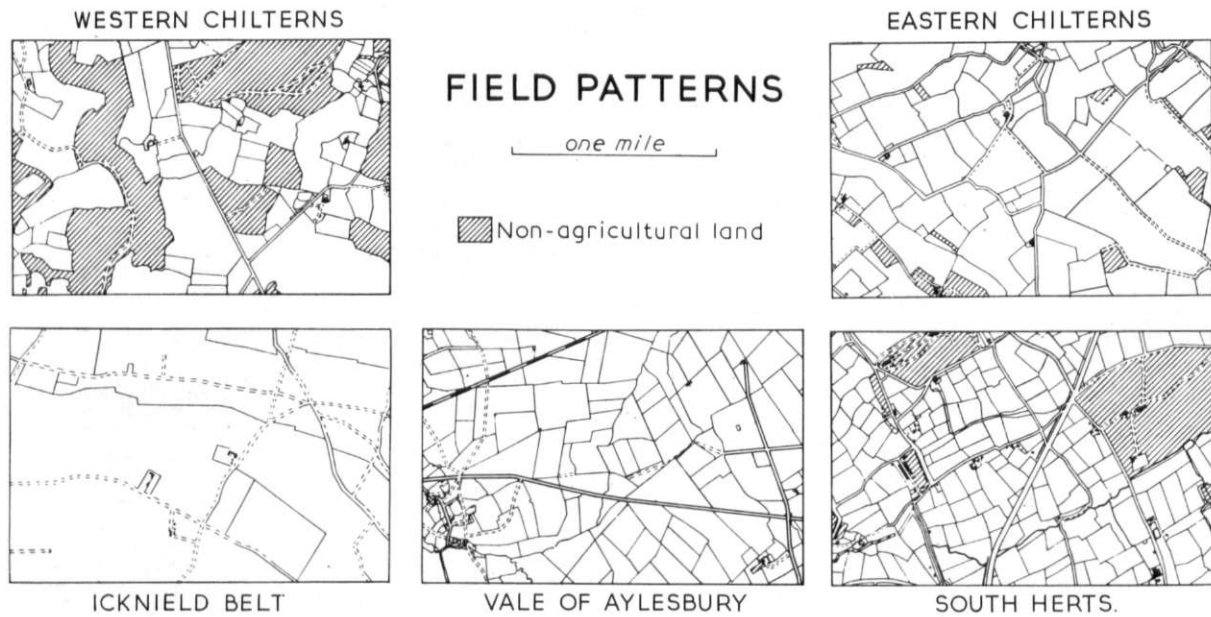 WESTERN CHILTERNS
EASTERN CHILTERNS
FIELD PATTERNS
one mile
Non-agricultural land
ICKNIELD BELT
VALE OF AYLESBURY
SOUTH HERTS.